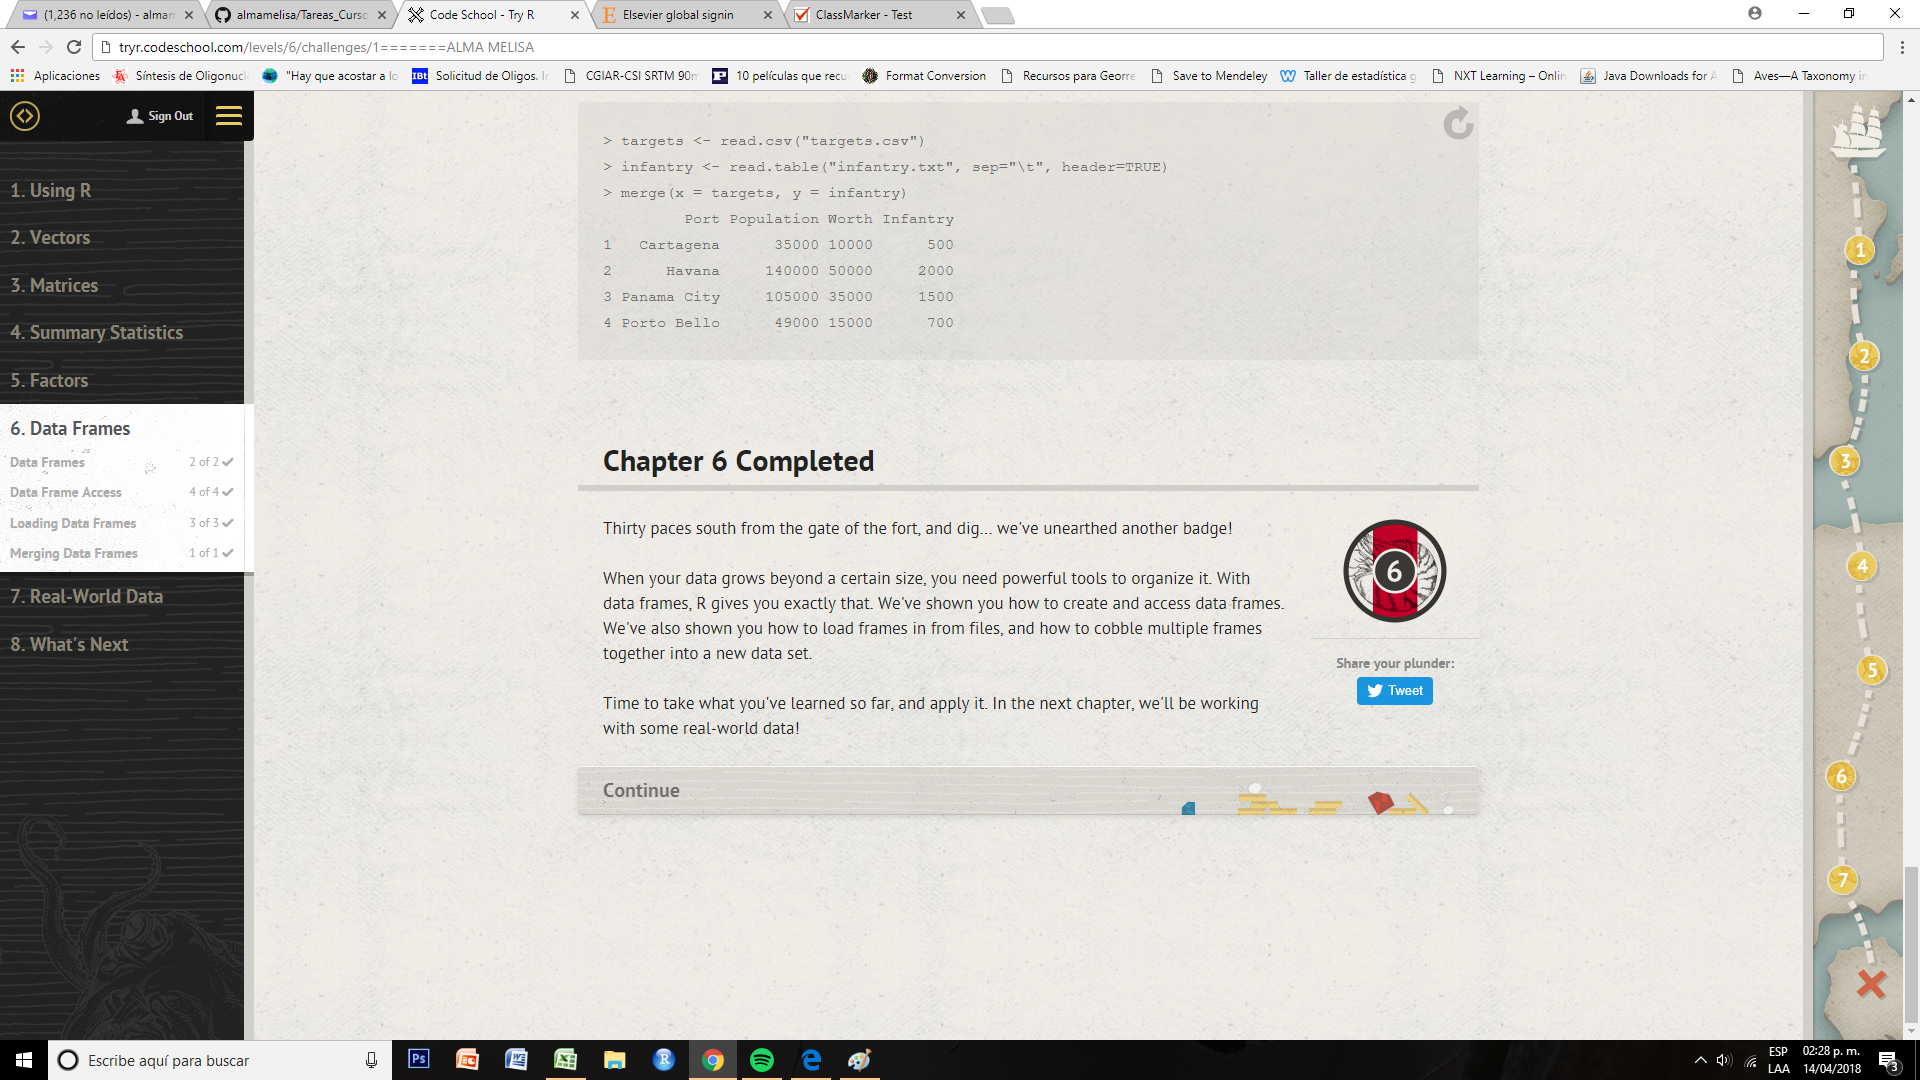 (1,236 no leídos) - almam
almamelisa/Tareas_Curso
Code School - Try R
Elsevier global signin
ClassMarker - Test
tryr.codeschool.com/levels/6/challenges/1=======ALMA MELISA
Aplicaciones
Síntesis de Oligonucl
"Hay que acostar a lo
IBt
Solicitud de Oligos. I
CGIAR-CSI SRTM 90m
10 películas que recu
Format Conversion
Recursos para Georre
Save to Mendeley
Taller de estadística g
NXT Learning – Onlin
Java Downloads for A
Aves—A Taxonomy in
Sign Out
1. Using R
2. Vectors
3. Matrices
4. Summary Statistics
5. Factors
6. Data Frames
Data Frames 2 of 2
Data Frame Access 4 of 4
Loading Data Frames 3 of 3
Merging Data Frames 1 of 1
7. Real-World Data
8. What's Next
> targets <- read.csv("targets.csv")
> infantry <- read.table("infantry.txt", sep="\t", header=TRUE)
> merge(x = targets, y = infantry)
Port Population Worth Infantry
1 Cartagena 35000 10000 500
2 Havana 140000 50000 2000
3 Panama City 105000 35000 1500
4 Porto Bello 49000 15000 700
Chapter 6 Completed
Thirty paces south from the gate of the fort, and dig... we've unearthed another badge!
When your data grows beyond a certain size, you need powerful tools to organize it. With
data frames, R gives you exactly that. We've shown you how to create and access data frames.
We've also shown you how to load frames in from files, and how to cobble multiple frames
together into a new data set.
Time to take what you've learned so far, and apply it. In the next chapter, we'll be working
with some real-world data!
6
Share your plunder:
Tweet
Continue
1
2
3
4
5
6
7
Escribe aquí para buscar
Ps
R
ESP
LAA
02:28 p. m.
14/04/2018
3